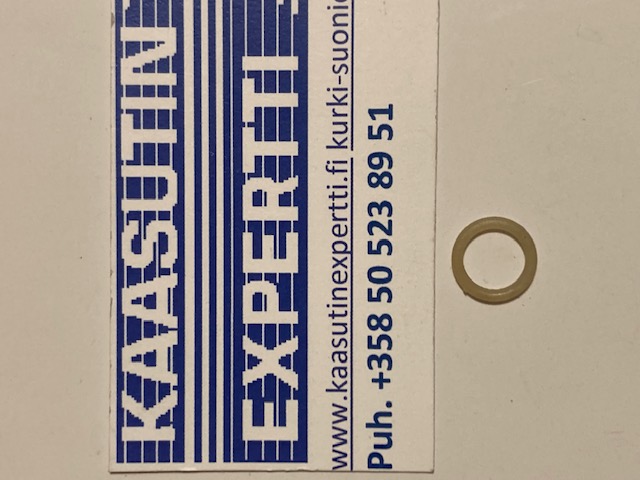 KAASUTIN
EXPERTTI
www.kaasutinexpertti.fi kurki-suonio
Puh. +358 50 523 89 51